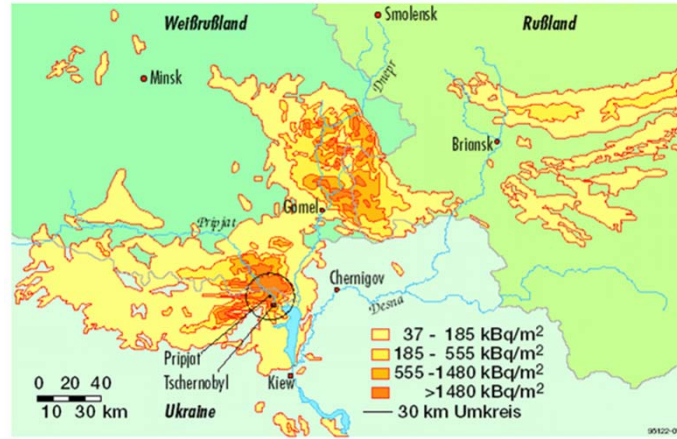 Weißrußland
Smolensk
Rußland
Minsk
Dnepr
Briansk
Gomel
Pripjat
Chernigov
Desna
Pripjat
Tschernobyl
Kiew
Ukraine
0 20 40
10 30 km
37 - 185 kBq/m²
185 - 555 kBq/m²
555 -1480 kBq/m²
>1480 kBq/m²
30 km Umkreis